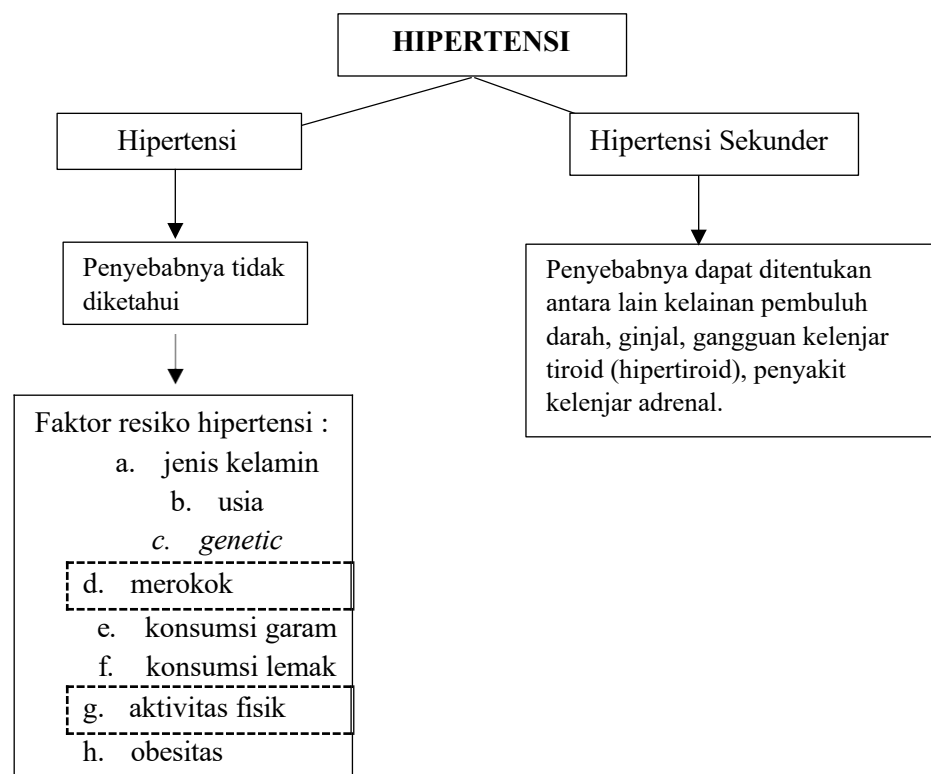 HIPERTENSI
Hipertensi
Hipertensi Sekunder
Penyebabnya tidak
diketahui
Penyebabnya dapat ditentukan
antara lain kelainan pembuluh
darah, ginjal, gangguan kelenjar
tiroid (hipertiroid), penyakit
kelenjar adrenal.
Faktor resiko hipertensi :
a. jenis kelamin
b. usia
c. genetic
d. merokok
e. konsumsi garam
f. konsumsi lemak
g. aktivitas fisik
h. obesitas